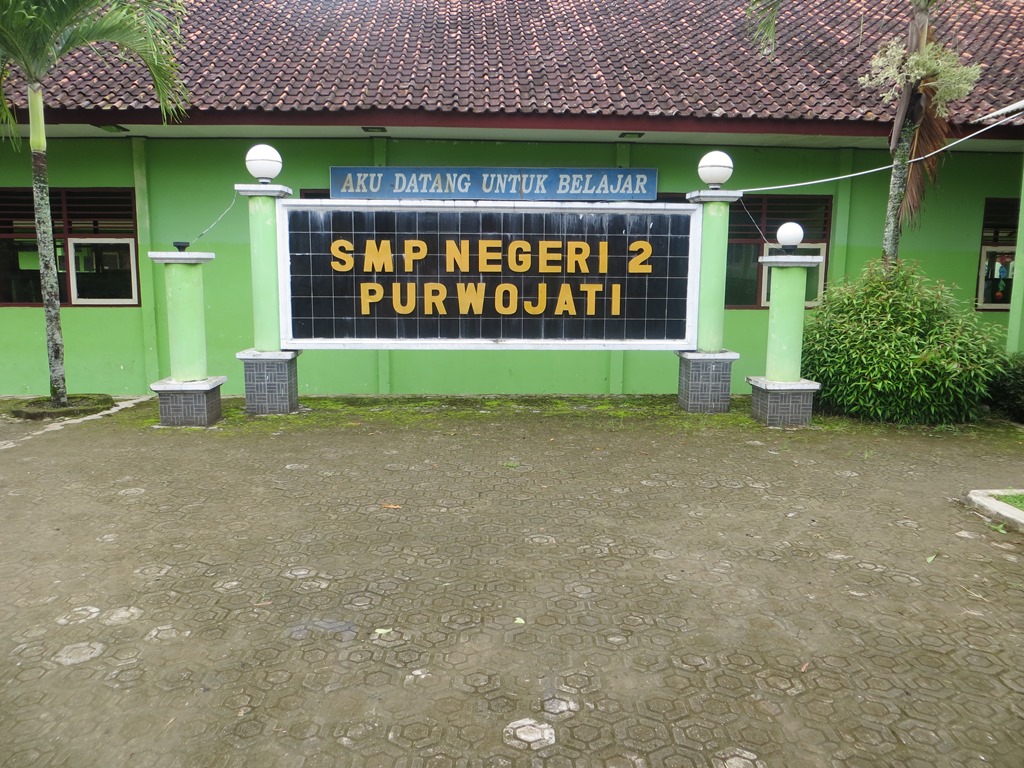 AKU DATANG UNTUK BELAJAR
SMP NEGERI 2
PURWOJATI